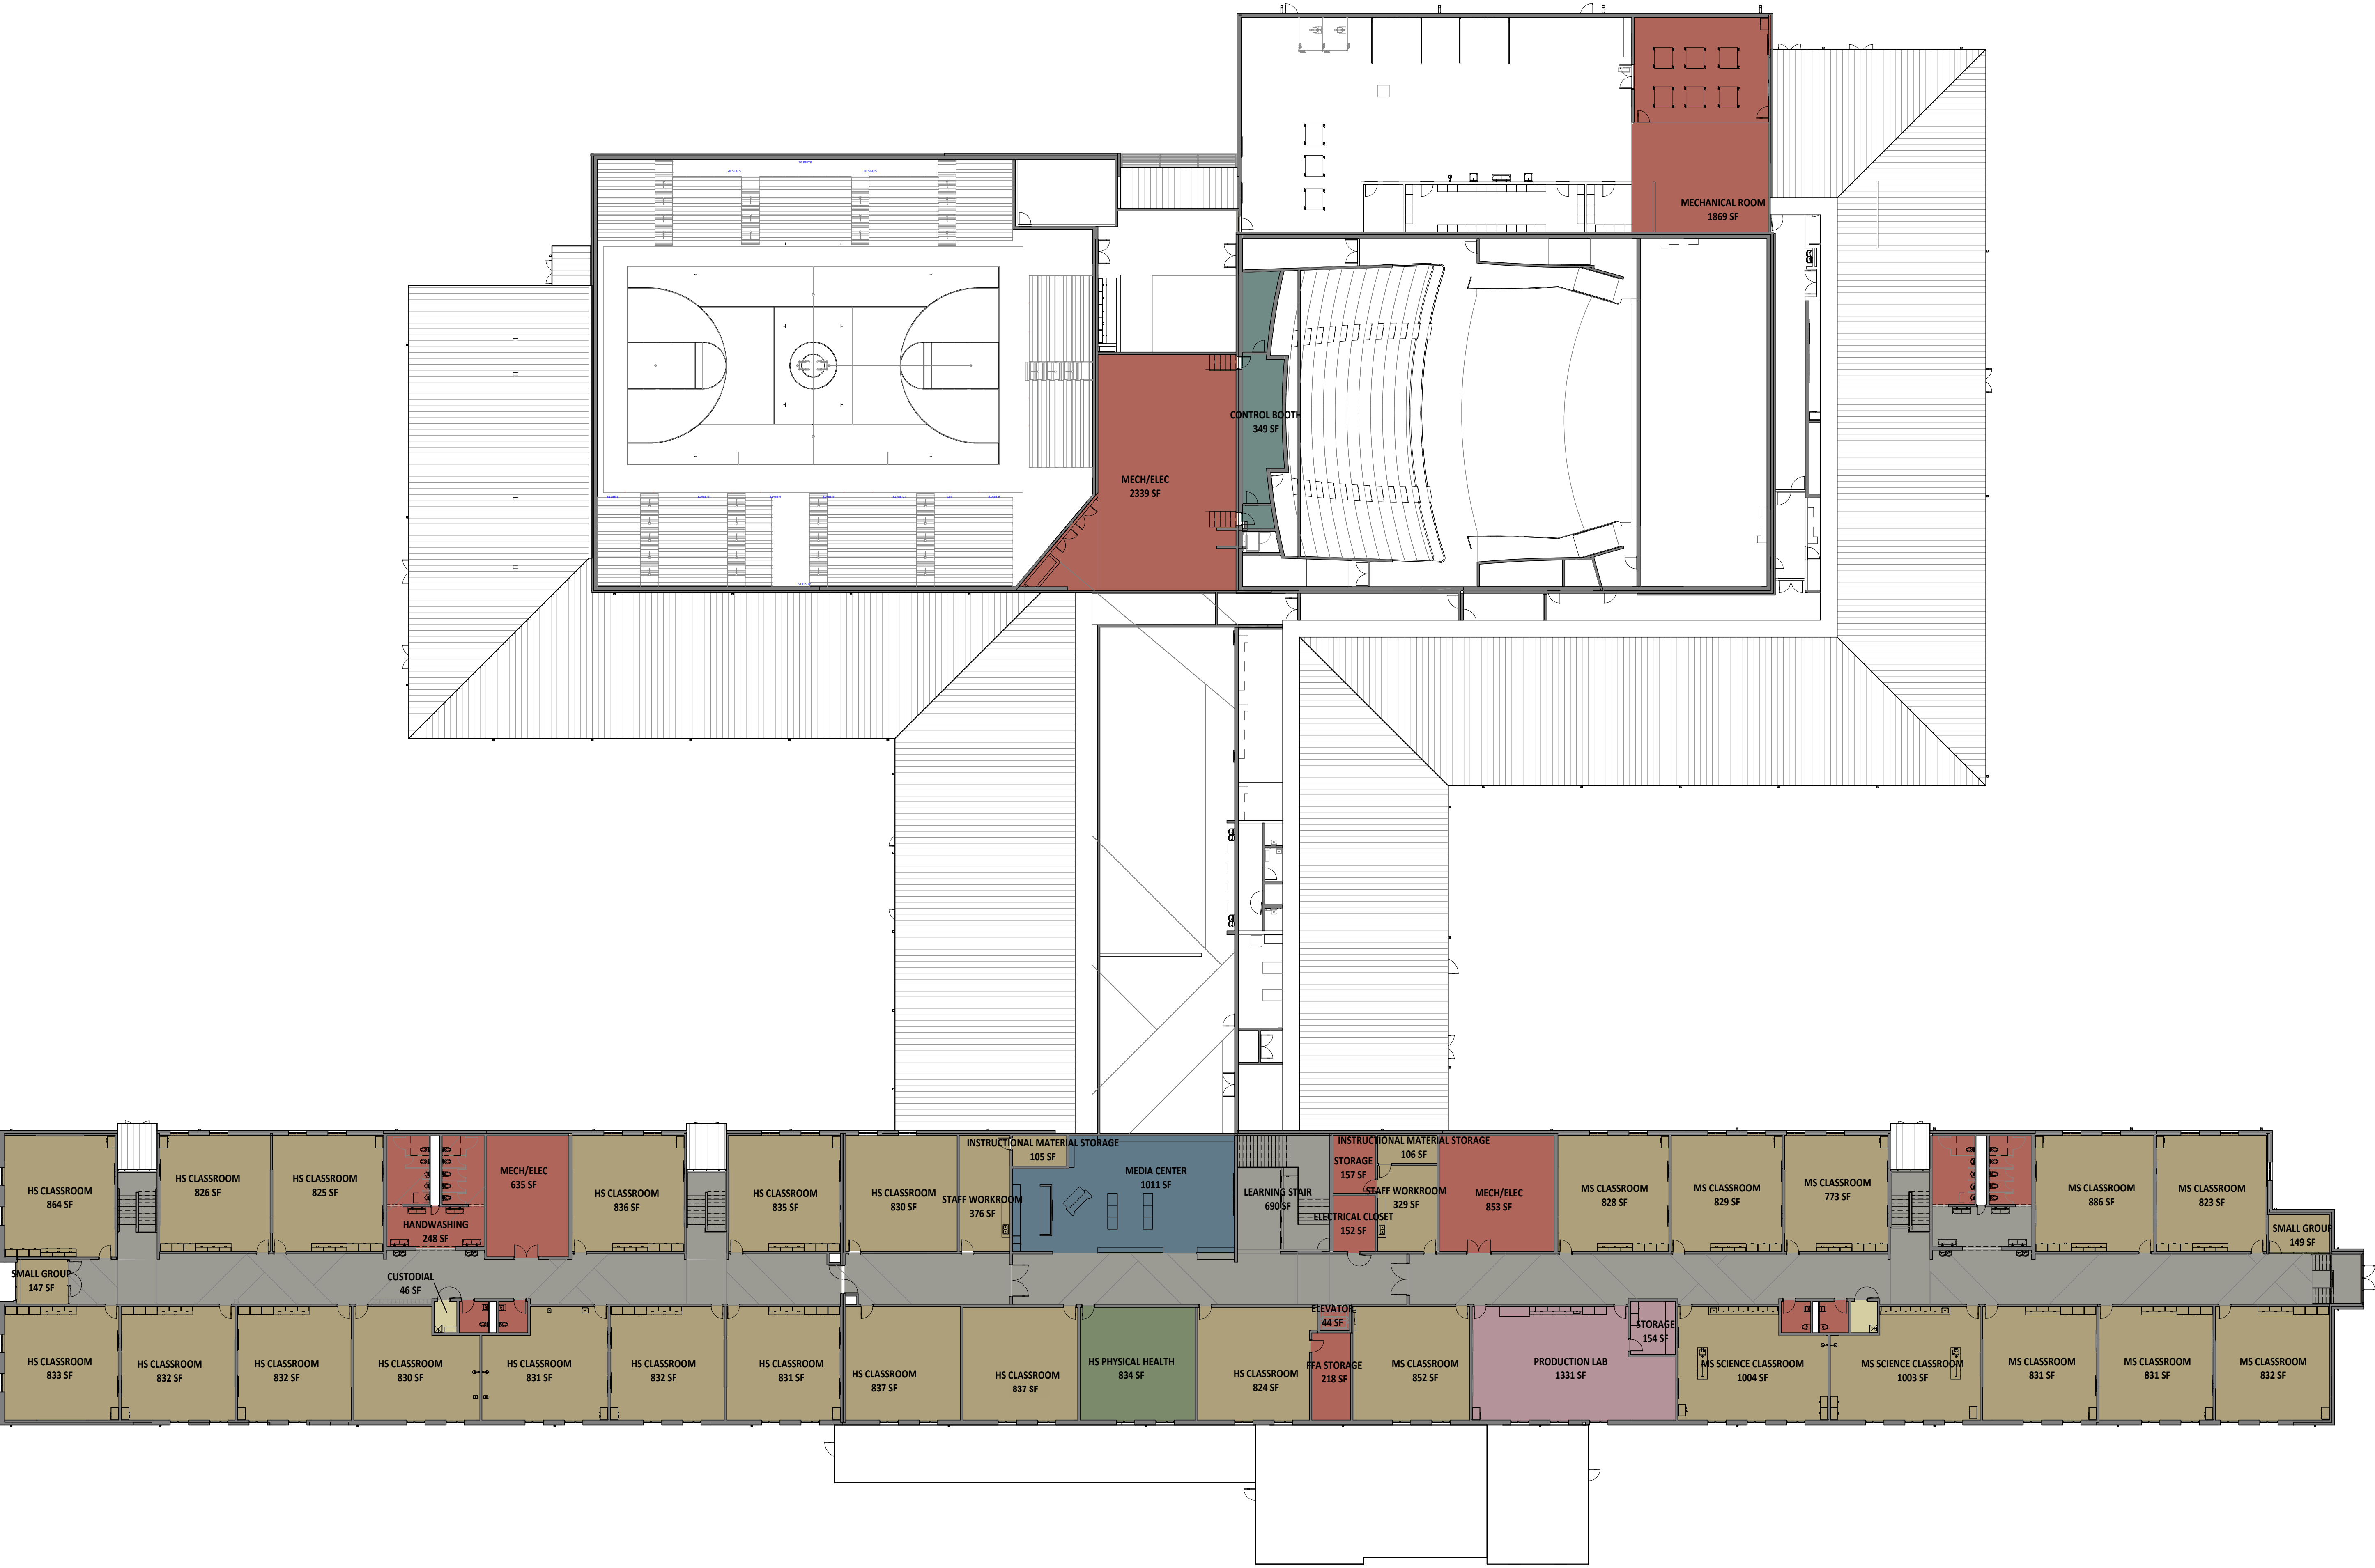 MECHANICAL ROOM
1869 SF
CONTROL BOOTH
349 SF
MECH/ELEC
2339 SF
HS CLASSROOM
864 SF
HS CLASSROOM
826 SF
HS CLASSROOM
825 SF
HANDWASHING
248 SF
MECH/ELEC
635 SF
HS CLASSROOM
836 SF
HS CLASSROOM
835 SF
HS CLASSROOM
830 SF
STAFF WORKROOM
376 SF
INSTRUCTIONAL MATERIAL STORAGE
105 SF
MEDIA CENTER
1011 SF
LEARNING STAIR
690 SF
STORAGE
157 SF
ELECTRICAL CLOSET
152 SF
INSTRUCTIONAL MATERIAL STORAGE
106 SF
STAFF WORKROOM
329 SF
MECH/ELEC
853 SF
MS CLASSROOM
828 SF
MS CLASSROOM
829 SF
MS CLASSROOM
773 SF
MS CLASSROOM
886 SF
MS CLASSROOM
823 SF
SMALL GROUP
149 SF
SMALL GROUP
147 SF
CUSTODIAL
46 SF
HS CLASSROOM
833 SF
HS CLASSROOM
832 SF
HS CLASSROOM
832 SF
HS CLASSROOM
830 SF
HS CLASSROOM
831 SF
HS CLASSROOM
832 SF
HS CLASSROOM
831 SF
HS CLASSROOM
837 SF
HS CLASSROOM
837 SF
HS PHYSICAL HEALTH
834 SF
HS CLASSROOM
824 SF
ELEVATOR
44 SF
FFA STORAGE
218 SF
MS CLASSROOM
852 SF
PRODUCTION LAB
1331 SF
STORAGE
154 SF
MS SCIENCE CLASSROOM
1004 SF
MS SCIENCE CLASSROOM
1003 SF
MS CLASSROOM
831 SF
MS CLASSROOM
831 SF
MS CLASSROOM
832 SF